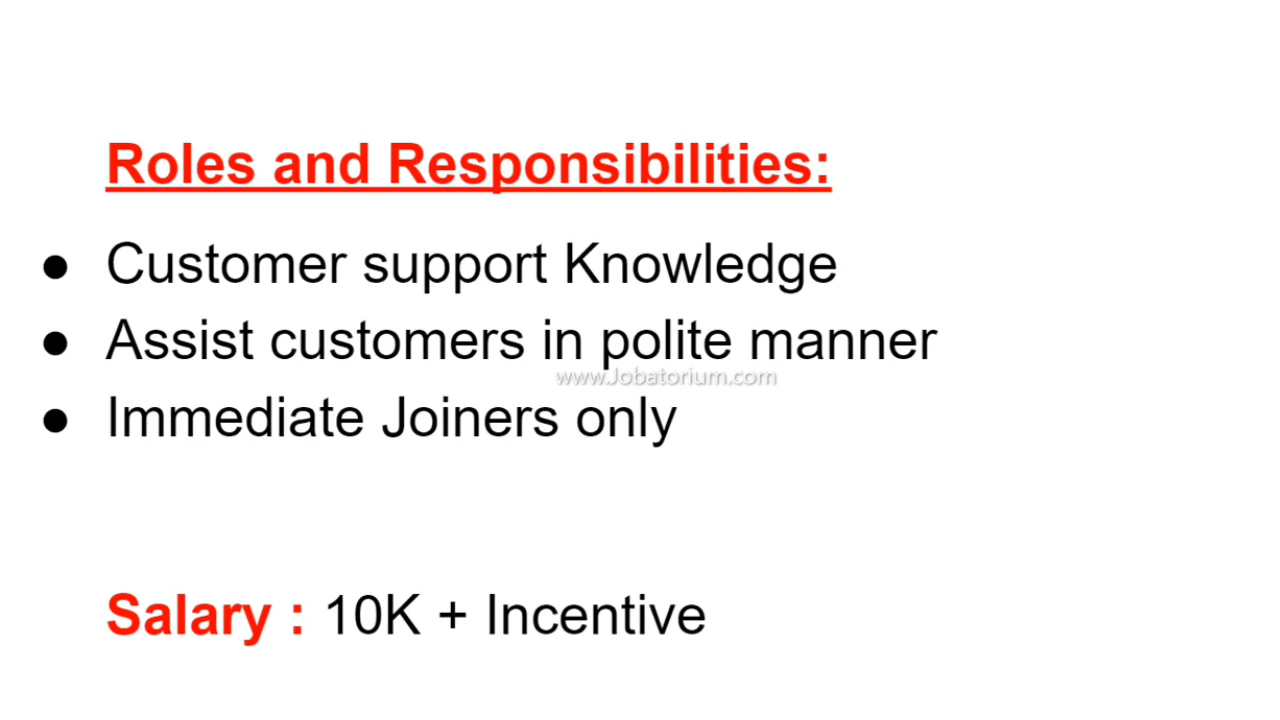 Roles and Responsibilities:
● Customer support Knowledge
● Assist customers in polite manner
www.Jobatorium.com
● Immediate Joiners only
Salary : 10K + Incentive